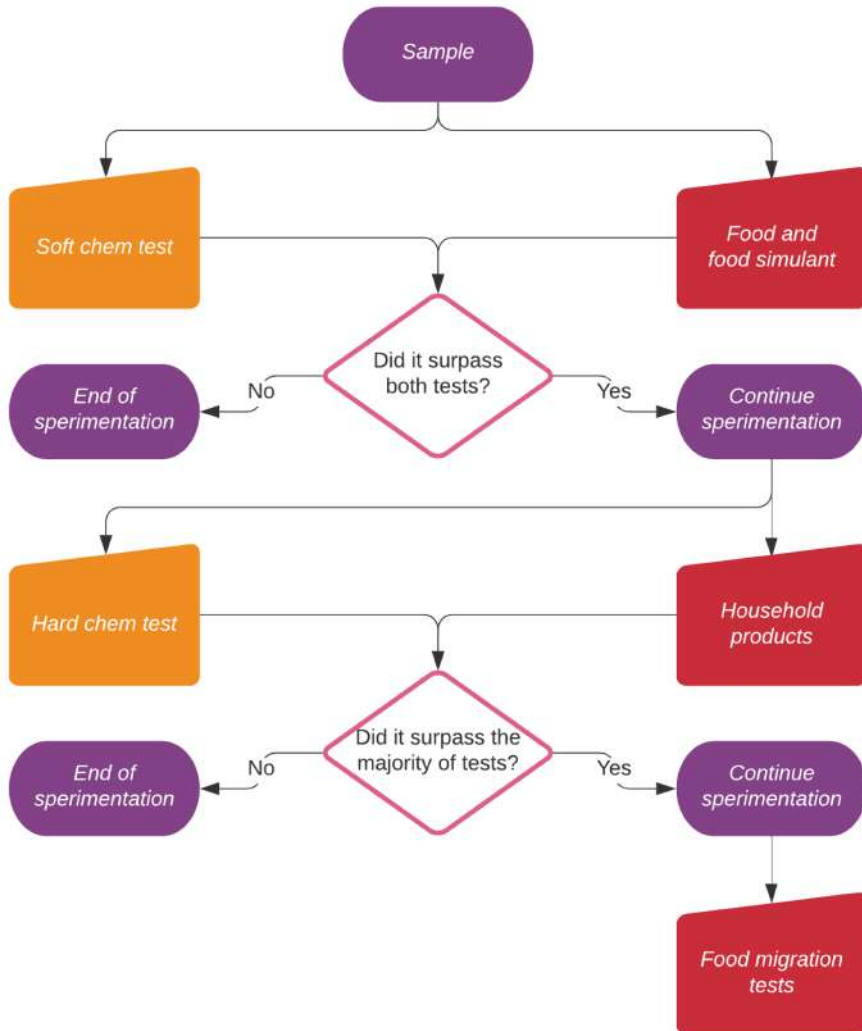 Sample
Soft chem test
Food and
food simulant
Did it surpass
both tests?
No
Yes
End of
sperimentation
Continue
sperimentation
Hard chem test
Household
products
Did it surpass the
majority of tests?
No
Yes
End of
sperimentation
Continue
sperimentation
Food migration
tests